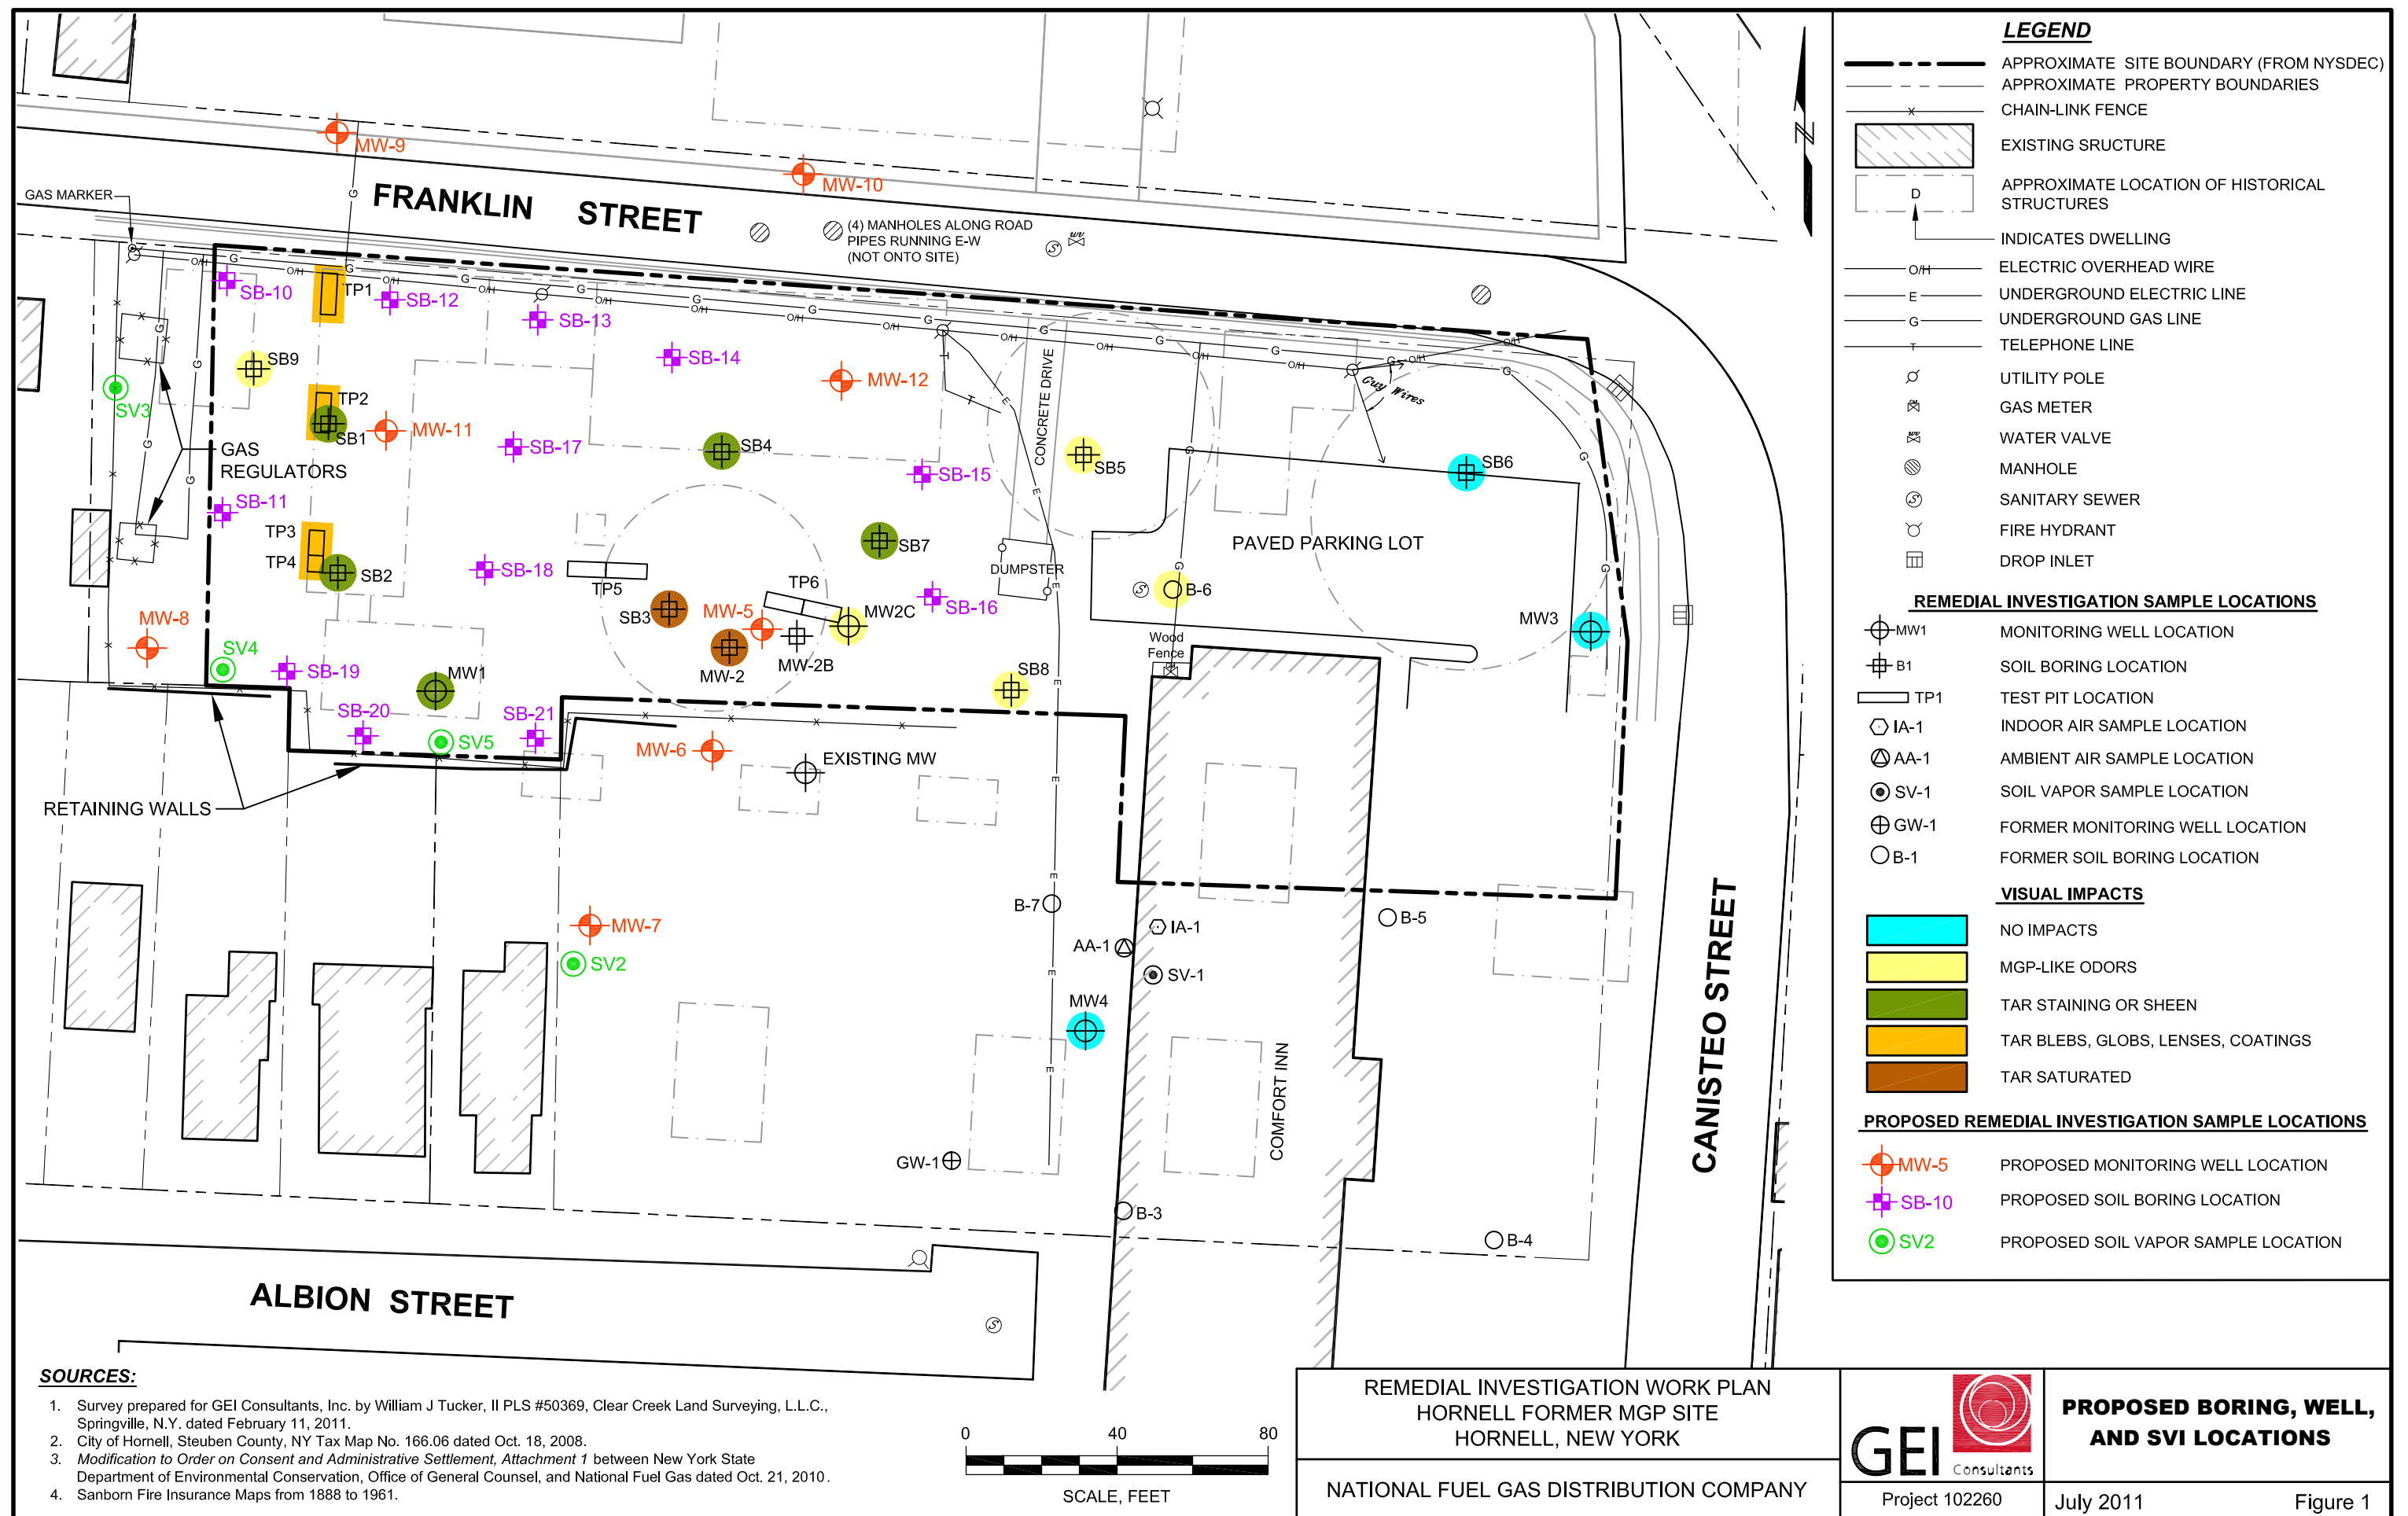 MW-9
MW-10
GAS MARKER
FRANKLIN STREET
(4) MANHOLES ALONG ROAD
PIPES RUNNING E-W
(NOT ONTO SITE)
SB-10
TP1
SB-12
SB-13
SB-14
SB9
MW-12
SV3
TP2
SB1
MW-11
SB-17
SB4
CONCRETE DRIVE
Guy Wires
SB5
SB6
GAS
REGULATORS
SB-15
SB-11
TP3
TP4
SB2
SB-18
TP5
SB7
PAVED PARKING LOT
DUMPSTER
TP6
SB3
MW-5
MW2C
SB-16
B-6
MW3
MW-8
SV4
SB-19
MW1
MW-2
MW-2B
SB8
Wood
Fence
SB-20
SV5
SB-21
MW-6
EXISTING MW
RETAINING WALLS
MW-7
SV2
B-7
IA-1
AA-1
SV-1
B-5
MW4
COMFORT INN
CANISTEO STREET
GW-1
B-3
B-4
ALBION STREET
LEGEND
APPROXIMATE SITE BOUNDARY (FROM NYSDEC)
APPROXIMATE PROPERTY BOUNDARIES
X CHAIN-LINK FENCE
EXISTING SRUCTURE
D APPROXIMATE LOCATION OF HISTORICAL
STRUCTURES
INDICATES DWELLING
O/H ELECTRIC OVERHEAD WIRE
E UNDERGROUND ELECTRIC LINE
G UNDERGROUND GAS LINE
T TELEPHONE LINE
UTILITY POLE
GAS METER
WV WATER VALVE
MANHOLE
S SANITARY SEWER
FIRE HYDRANT
DROP INLET
REMEDIAL INVESTIGATION SAMPLE LOCATIONS
MW1 MONITORING WELL LOCATION
B1 SOIL BORING LOCATION
TP1 TEST PIT LOCATION
IA-1 INDOOR AIR SAMPLE LOCATION
AA-1 AMBIENT AIR SAMPLE LOCATION
SV-1 SOIL VAPOR SAMPLE LOCATION
GW-1 FORMER MONITORING WELL LOCATION
B-1 FORMER SOIL BORING LOCATION
VISUAL IMPACTS
NO IMPACTS
MGP-LIKE ODORS
TAR STAINING OR SHEEN
TAR BLEBS, GLOBS, LENSES, COATINGS
TAR SATURATED
PROPOSED REMEDIAL INVESTIGATION SAMPLE LOCATIONS
MW-5 PROPOSED MONITORING WELL LOCATION
SB-10 PROPOSED SOIL BORING LOCATION
SV2 PROPOSED SOIL VAPOR SAMPLE LOCATION
SOURCES:
1. Survey prepared for GEI Consultants, Inc. by William J Tucker, II PLS #50369, Clear Creek Land Surveying, L.L.C.,
Springville, N.Y. dated February 11, 2011.
2. City of Hornell, Steuben County, NY Tax Map No. 166.06 dated Oct. 18, 2008.
3. Modification to Order on Consent and Administrative Settlement, Attachment 1 between New York State
Department of Environmental Conservation, Office of General Counsel, and National Fuel Gas dated Oct. 21, 2010.
4. Sanborn Fire Insurance Maps from 1888 to 1961.
0 40 80
SCALE, FEET
REMEDIAL INVESTIGATION WORK PLAN
HORNELL FORMER MGP SITE
HORNELL, NEW YORK
NATIONAL FUEL GAS DISTRIBUTION COMPANY
GEI Consultants
Project 102260
PROPOSED BORING, WELL,
AND SVI LOCATIONS
July 2011 Figure 1